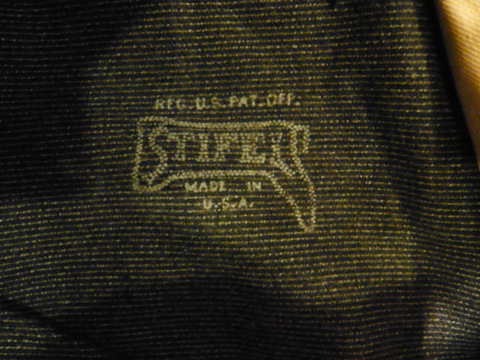 REG. U.S. PAT. OFF.
STIFEL
MADE IN
U.S.A.